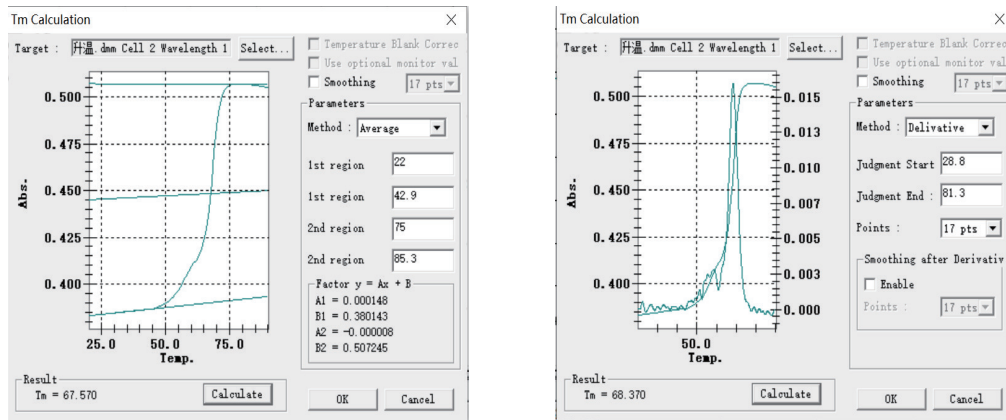 Tm Calculation
Target : 升温.dmm Cell 2 Wavelength 1 Select...
Temperature Blank Correc
Use optional monitor val
Smoothing 17 pts
Parameters
Method : Average
1st region 22
1st region 42.9
2nd region 75
2nd region 85.3
Factor y = Ax + B
A1 = 0.000148
B1 = 0.380143
A2 = -0.000008
B2 = 0.507245
0.500
0.475
0.450
0.425
0.400
Abs.
25.0 50.0 75.0
Temp.
Result
Tm = 67.570 Calculate
OK Cancel
Tm Calculation
Target : 升温.dmm Cell 2 Wavelength 1 Select...
Temperature Blank Correc
Use optional monitor val
Smoothing 17 pts
Parameters
Method : Delivative
Judgment Start 28.8
Judgment End : 81.3
Points : 17 pts
Smoothing after Derivativ
Enable
Points : 17 pts
0.500
0.475
0.450
0.425
0.400
Abs.
0.015
0.013
0.010
0.007
0.005
0.003
0.000
50.0
Temp.
Result
Tm = 68.370 Calculate
OK Cancel